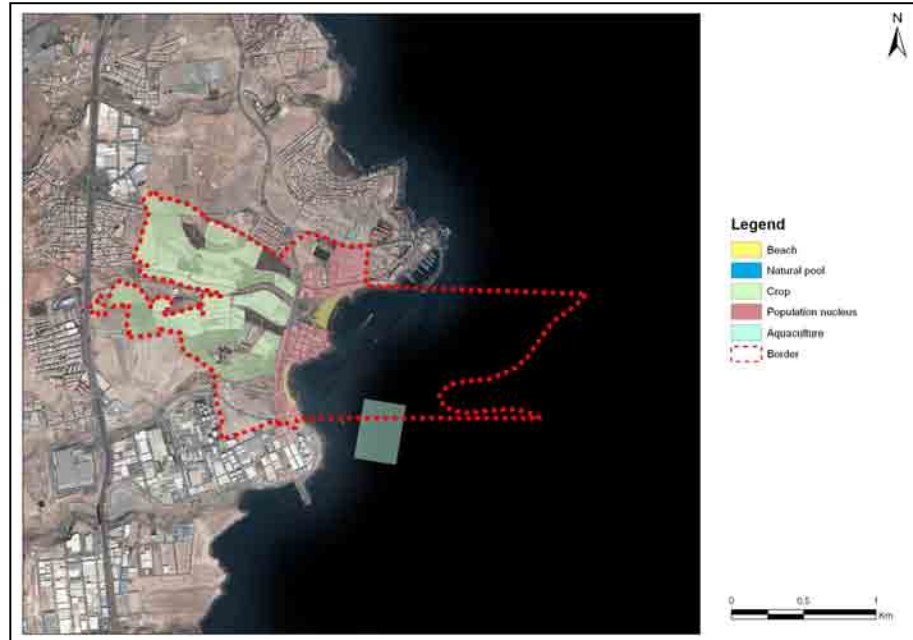 N
Legend
Beach
Natural pool
Crop
Population nucleus
Aquaculture
Border
0 0.5 1
Km